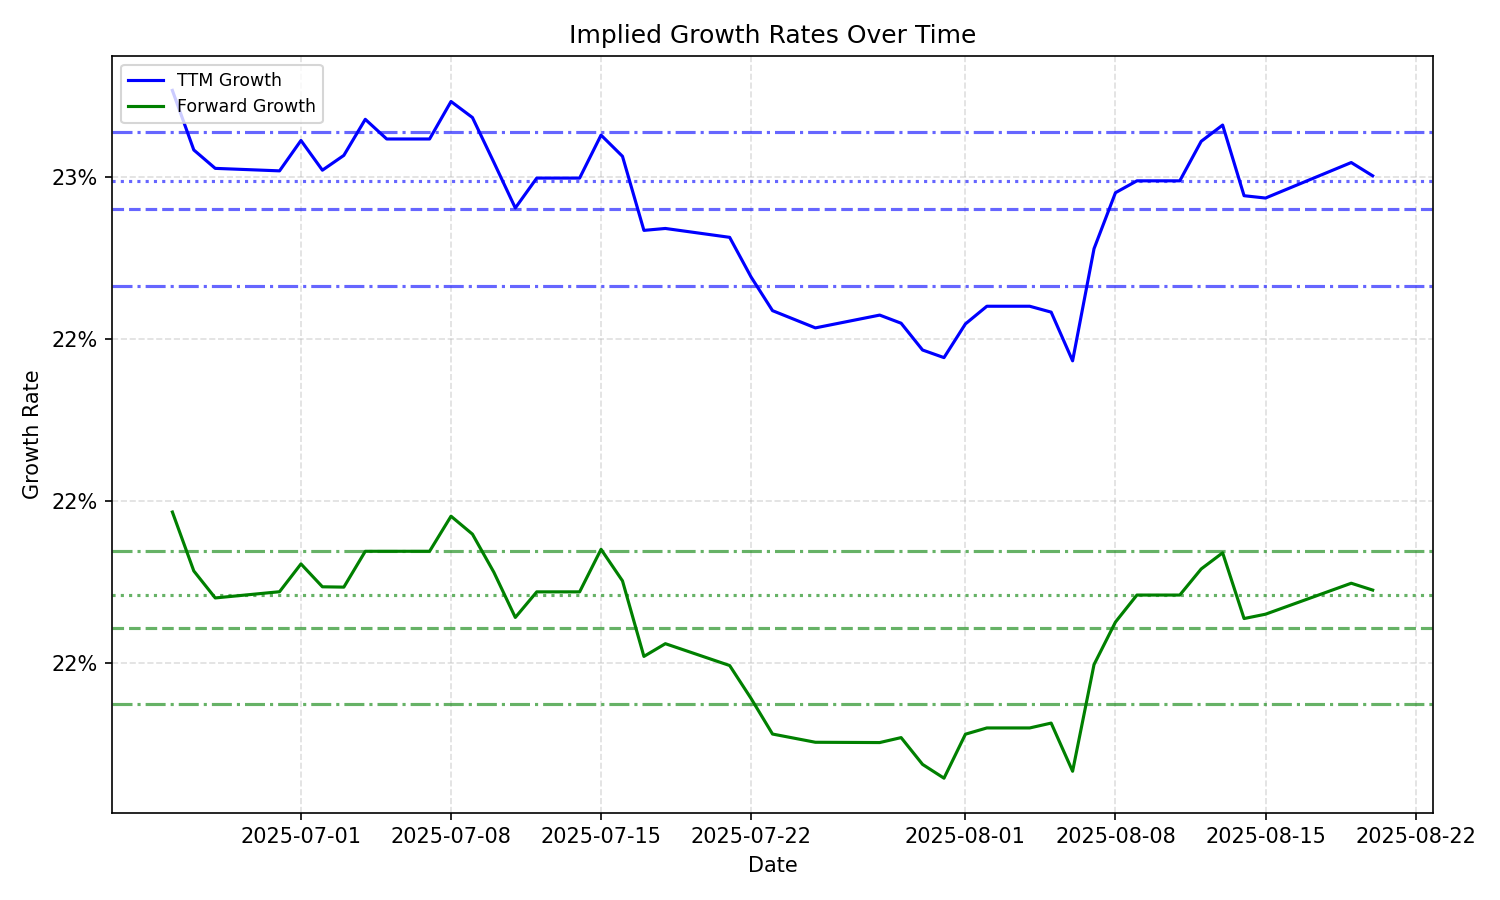 Implied Growth Rates Over Time
TTM Growth
Forward Growth
23%
22%
22%
22%
Growth Rate
2025-07-01
2025-07-08
2025-07-15
2025-07-22
2025-08-01
2025-08-08
2025-08-15
2025-08-22
Date